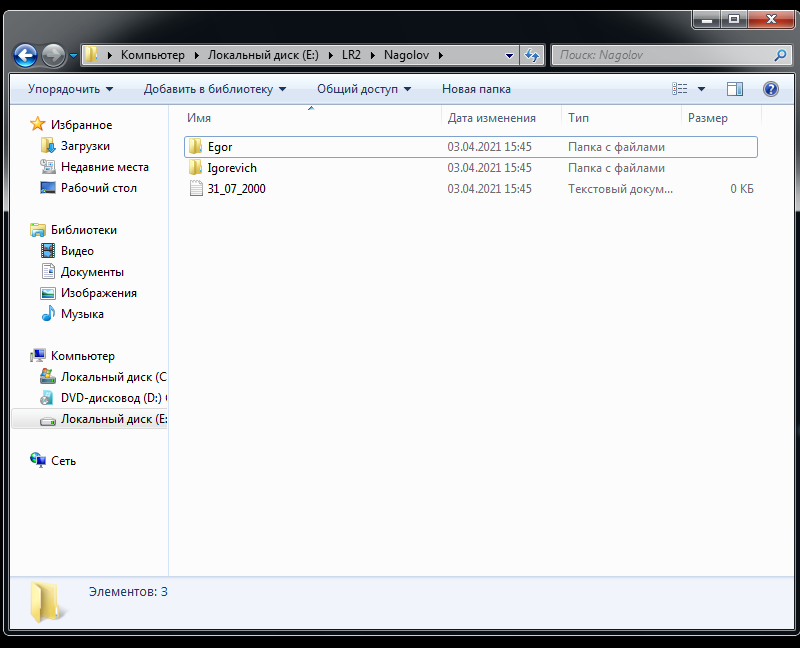 Компьютер Локальный диск (E:) LR2 Nagolov Поиск: Nagolov
Упорядочить Добавить в библиотеку Общий доступ Новая папка
Избранное
Загрузки
Недавние места
Рабочий стол
Библиотеки
Видео
Документы
Изображения
Музыка
Компьютер
Локальный диск (C
DVD-дисковод (D:)
Локальный диск (E:
Сеть
Имя Дата изменения Тип Размер
Egor 03.04.2021 15:45 Папка с файлами
Igorevich 03.04.2021 15:45 Папка с файлами
31_07_2000 03.04.2021 15:45 Текстовый докум... 0 КБ
Элементов: 3